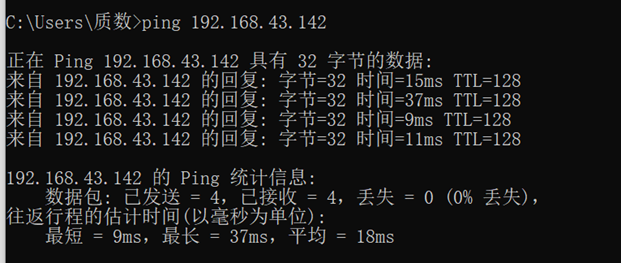 C:\Users\质数>ping 192.168.43.142
正在 Ping 192.168.43.142 具有 32 字节的数据:
来自 192.168.43.142 的回复: 字节=32 时间=15ms TTL=128
来自 192.168.43.142 的回复: 字节=32 时间=37ms TTL=128
来自 192.168.43.142 的回复: 字节=32 时间=9ms TTL=128
来自 192.168.43.142 的回复: 字节=32 时间=11ms TTL=128
192.168.43.142 的 Ping 统计信息:
数据包: 已发送 = 4，已接收 = 4，丢失 = 0 (0% 丢失)，
往返行程的估计时间(以毫秒为单位):
最短 = 9ms，最长 = 37ms，平均 = 18ms